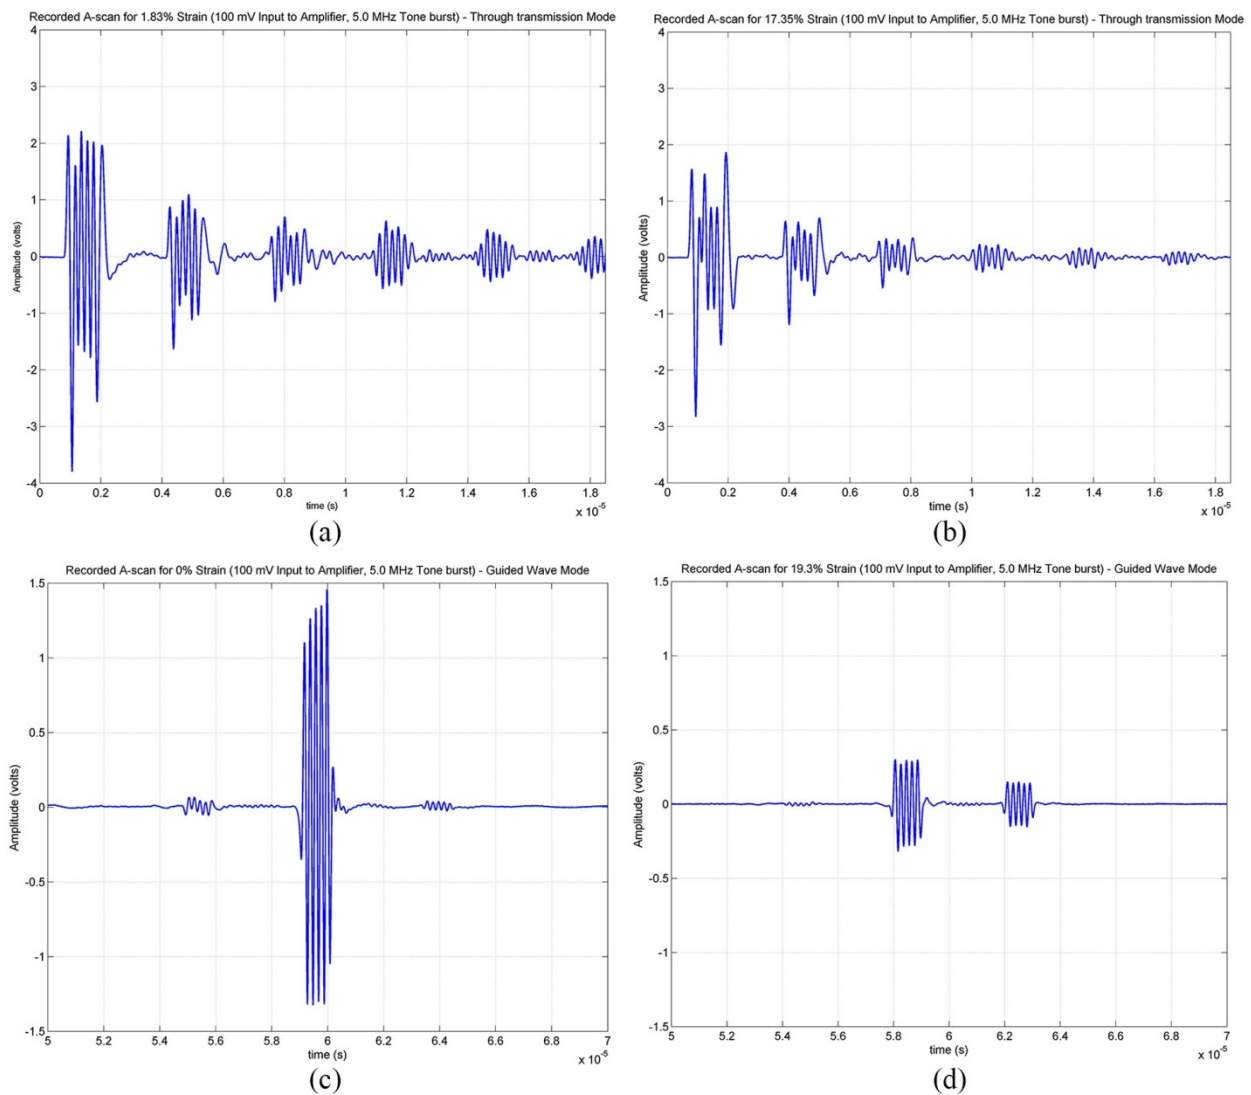 Recorded A-scan for 1.83% Strain (100 mV Input to Amplifier, 5.0 MHz Tone burst) - Through transmission Mode
4
3
2
1
0
-1
-2
-3
-4
Amplitude (volts)
0 0.2 0.4 0.6 0.8 1 1.2 1.4 1.6 1.8
time (s)
x 10-5
(a)
Recorded A-scan for 17.35% Strain (100 mV Input to Amplifier, 5.0 MHz Tone burst) - Through transmission Mode
4
3
2
1
0
-1
-2
-3
-4
Amplitude (volts)
0 0.2 0.4 0.6 0.8 1 1.2 1.4 1.6 1.8
time (s)
x 10-5
(b)
Recorded A-scan for 0% Strain (100 mV Input to Amplifier, 5.0 MHz Tone burst) - Guided Wave Mode
1.5
1
0.5
0
-0.5
-1
-1.5
Amplitude (volts)
5 5.2 5.4 5.6 5.8 6 6.2 6.4 6.6 6.8 7
time (s)
x 10-5
(c)
Recorded A-scan for 19.3% Strain (100 mV Input to Amplifier, 5.0 MHz Tone burst) - Guided Wave Mode
1.5
1
0.5
0
-0.5
-1
-1.5
Amplitude (volts)
5 5.2 5.4 5.6 5.8 6 6.2 6.4 6.6 6.8 7
time (s)
x 10-5
(d)